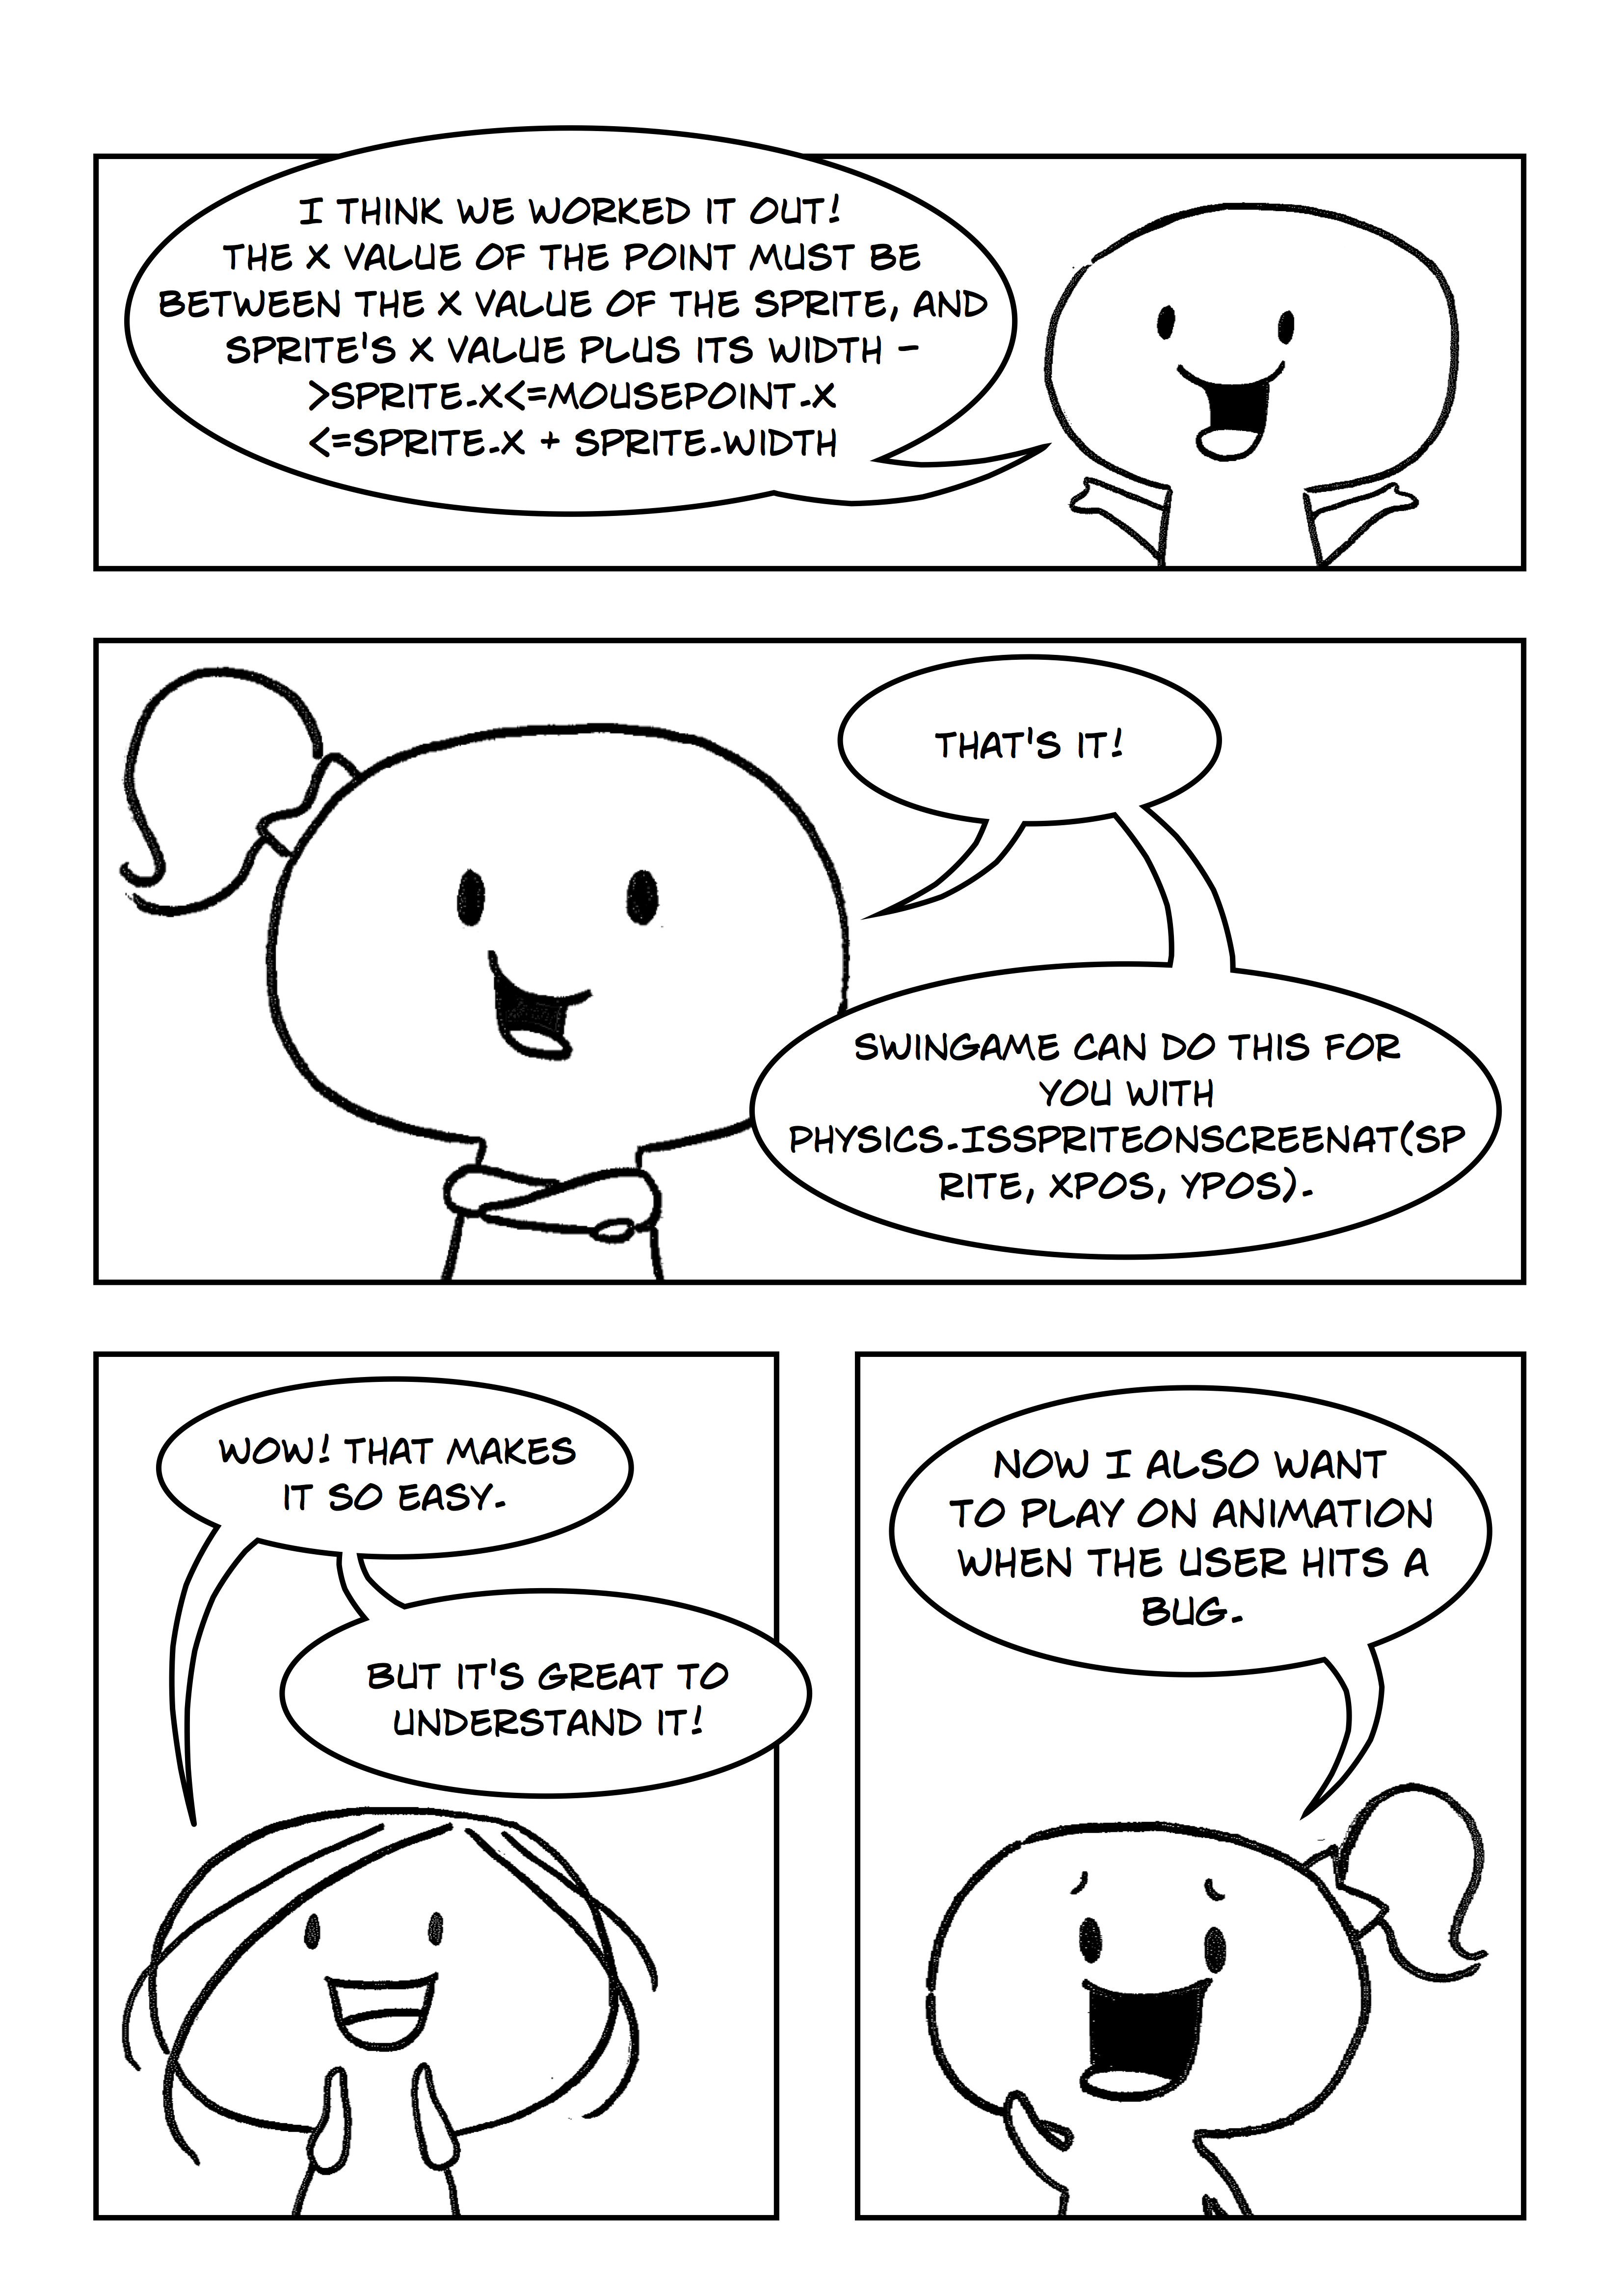 I THINK WE WORKED IT OUT!
THE X VALUE OF THE POINT MUST BE
BETWEEN THE X VALUE OF THE SPRITE, AND
SPRITE'S X VALUE PLUS ITS WIDTH -
>SPRITE.X<=MOUSEPOINT.X
<=SPRITE.X + SPRITE.WIDTH
THAT'S IT!
SWINGAME CAN DO THIS FOR
YOU WITH
PHYSICS.ISSPRITEONSCREENAT(SP
RITE, XPOS, YPOS).
WOW! THAT MAKES
IT SO EASY.
BUT IT'S GREAT TO
UNDERSTAND IT!
NOW I ALSO WANT
TO PLAY ON ANIMATION
WHEN THE USER HITS A
BUG.